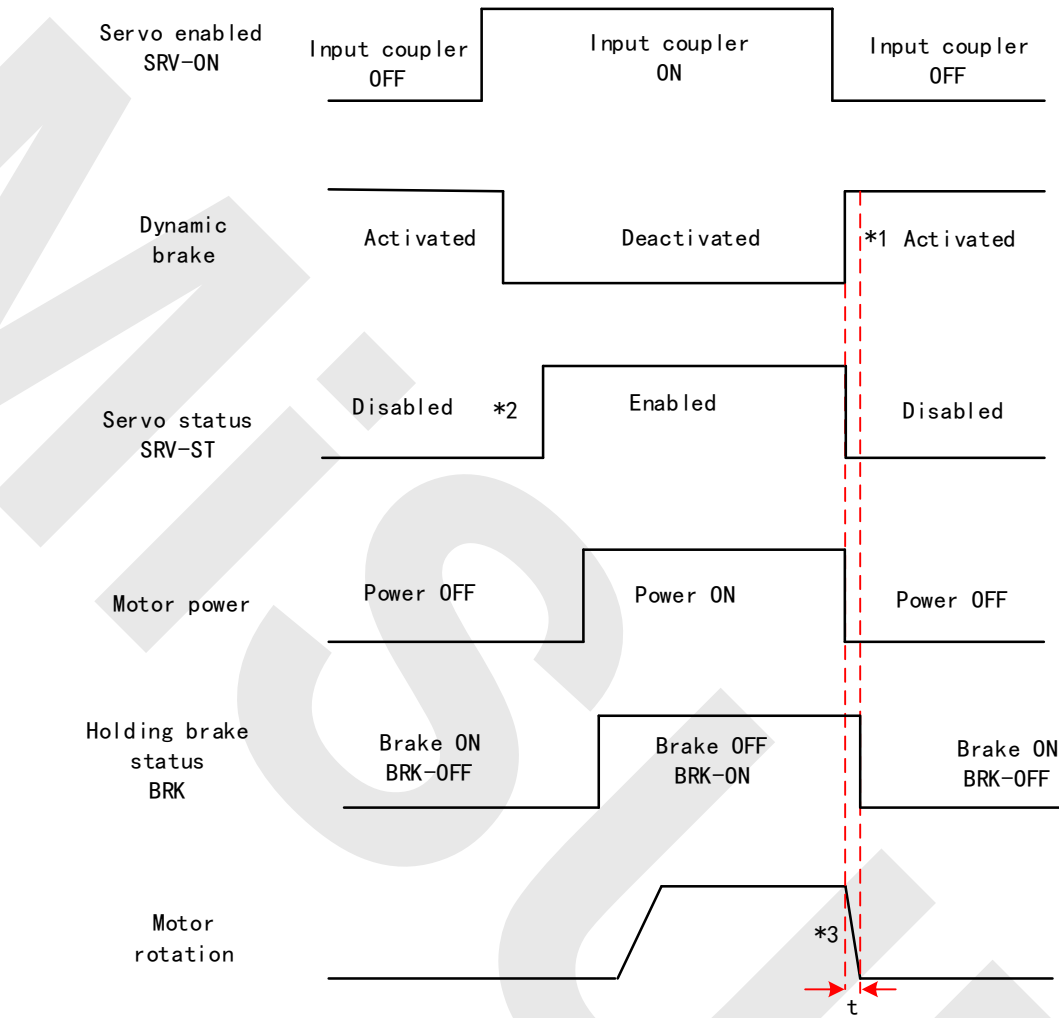 Servo enabled
SRV-ON
Input coupler
OFF
Input coupler
ON
Input coupler
OFF
Dynamic
brake
Activated
Deactivated
*1 Activated
Servo status
SRV-ST
Disabled
*2
Enabled
Disabled
Motor power
Power OFF
Power ON
Power OFF
Holding brake
status
BRK
Brake ON
BRK-OFF
Brake OFF
BRK-ON
Brake ON
BRK-OFF
Motor
rotation
*3
t